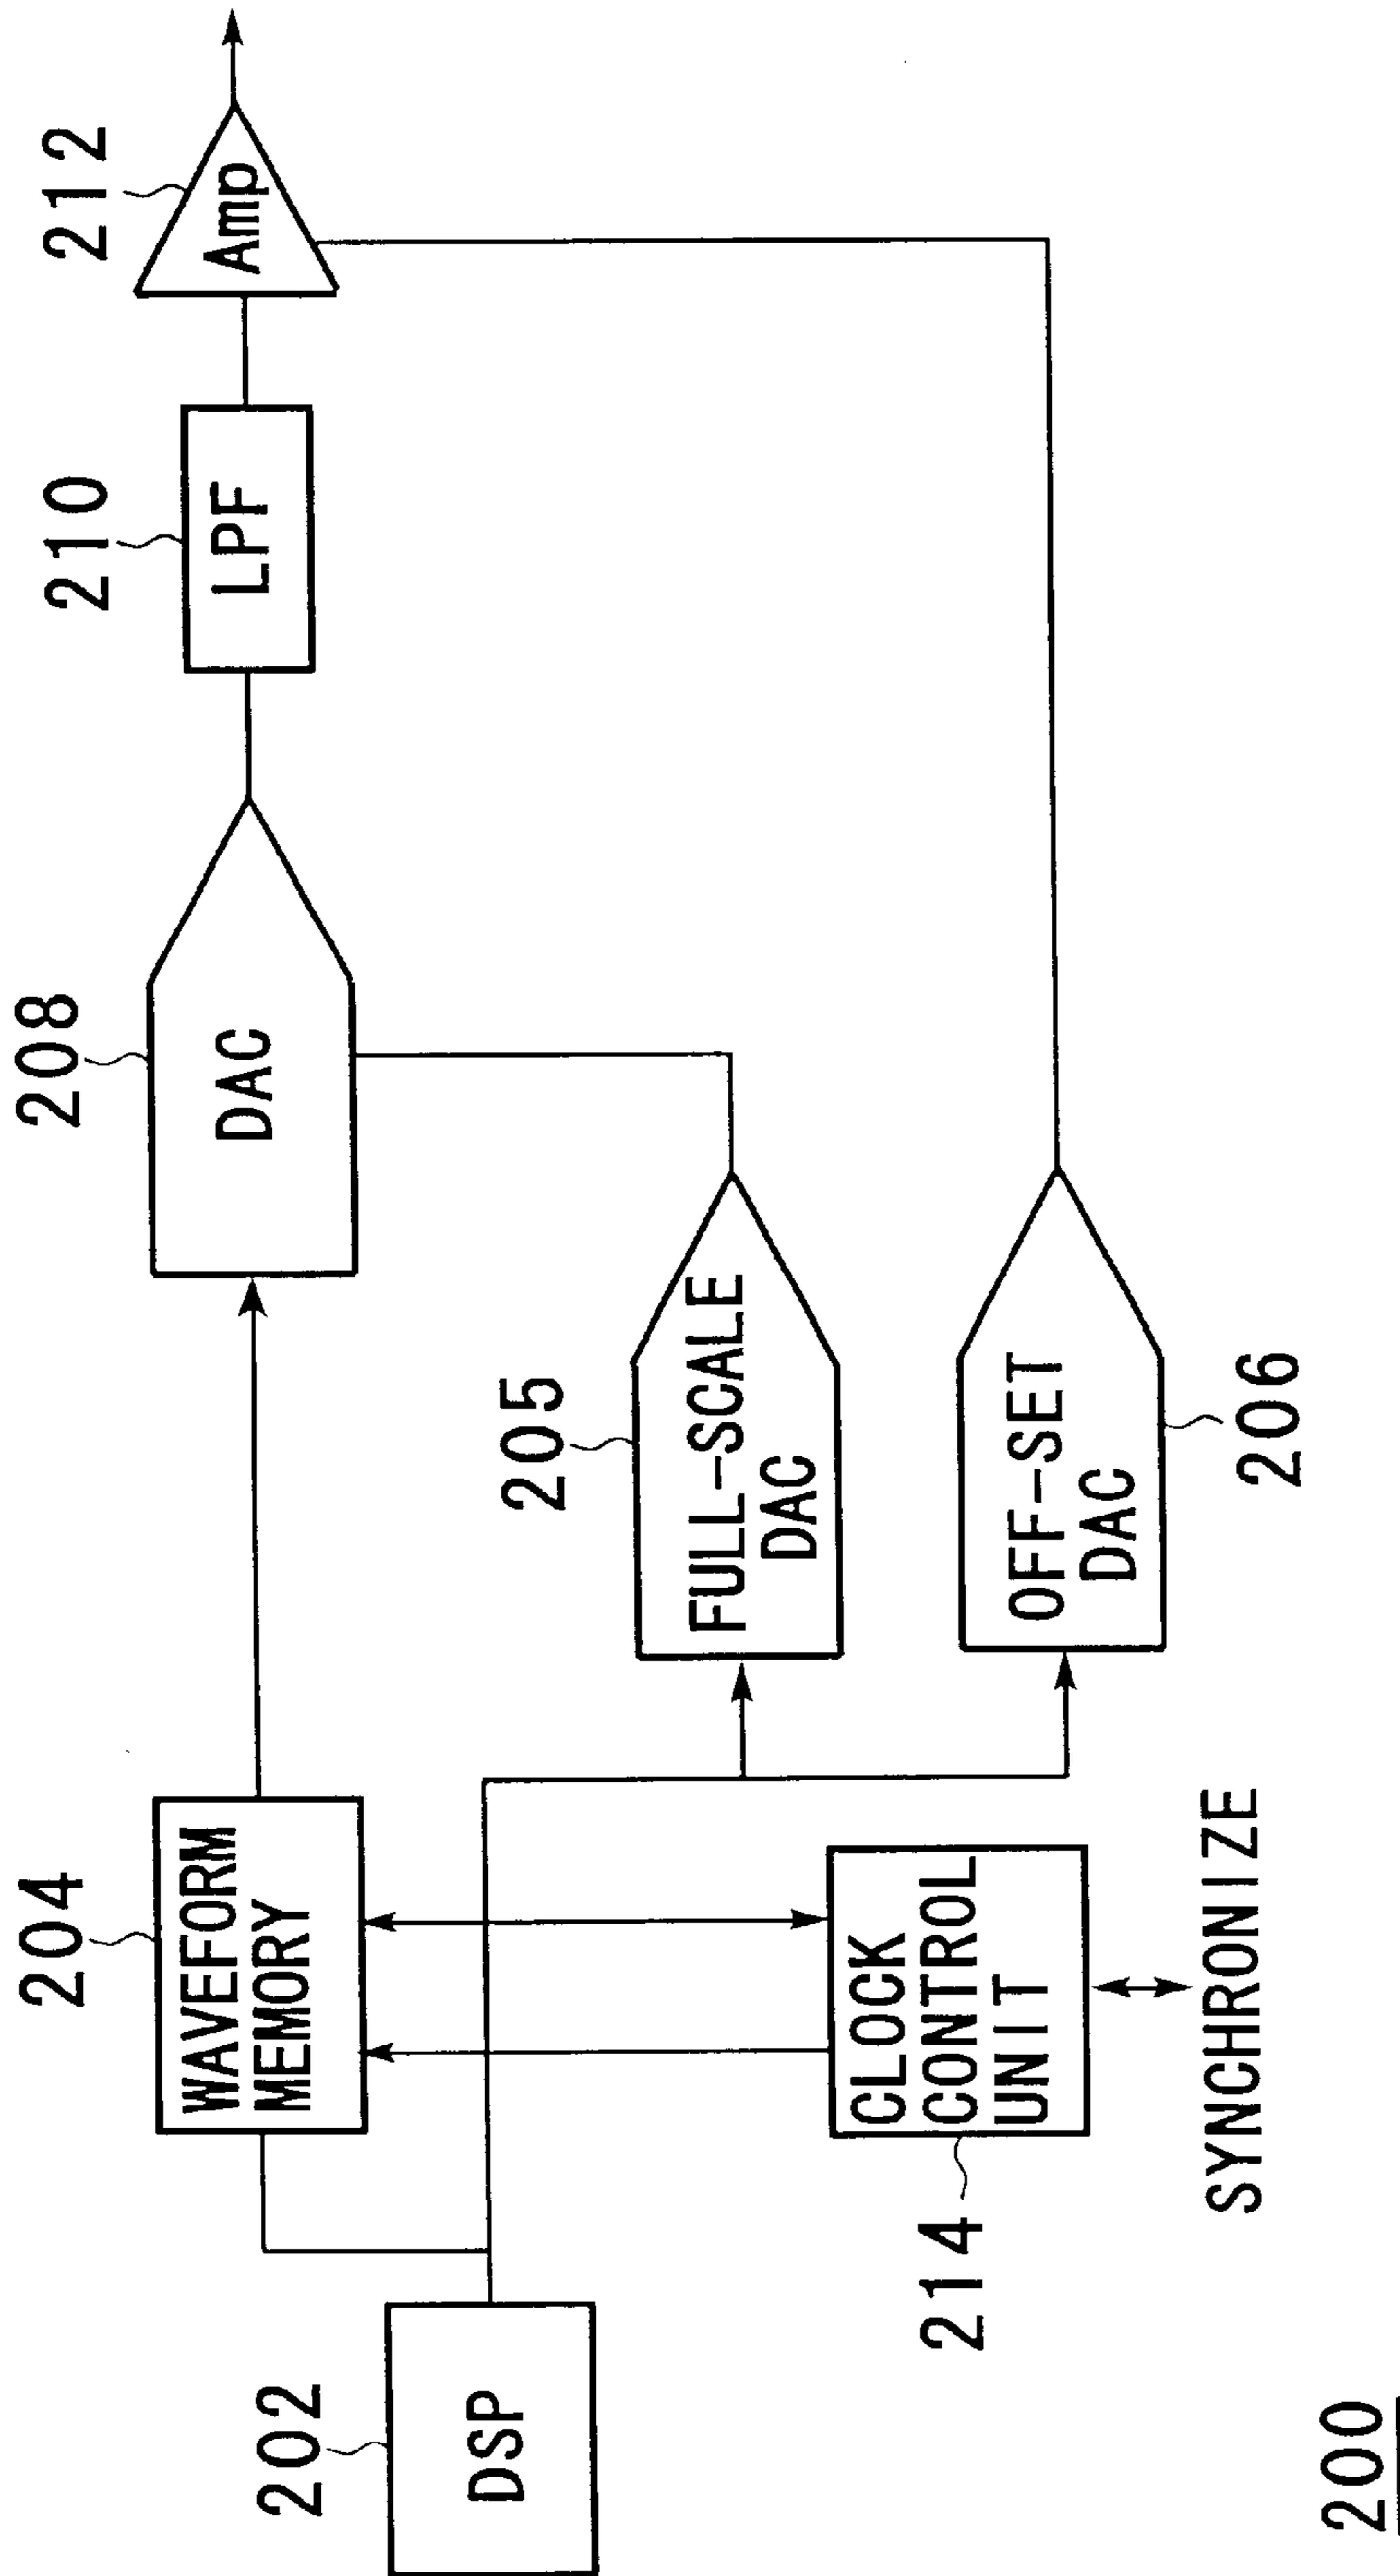 202
DSP
204
WAVEFORM
MEMORY
214
CLOCK
CONTROL
UNIT
SYNCHRONIZE
205
FULL-SCALE
DAC
OFF-SET
DAC
206
208
DAC
210
LPF
212
Amp
200